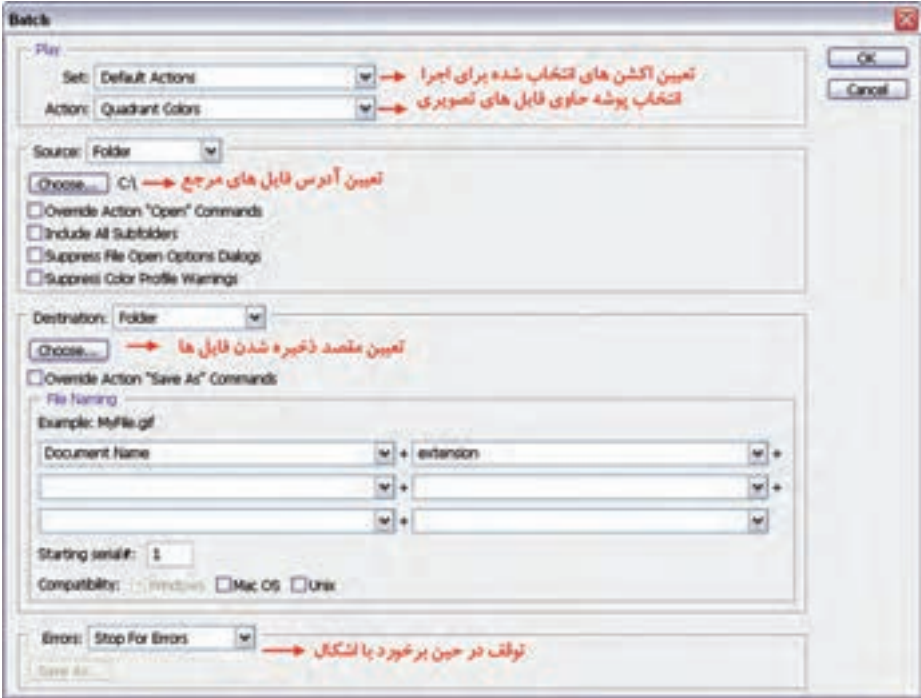 Batch
Play
Set: Default Actions
تعیین اکشن های انتخاب شده برای اجرا
OK
Action: Quadrant Colors
انتخاب پوشه حاوی فایل های تصویری
Cancel
Source: Folder
Choose... C:\
تعیین آدرس فایل های مرجع
Override Action "Open" Commands
Include All Subfolders
Suppress File Open Options Dialogs
Suppress Color Profile Warnings
Destination: Folder
Choose...
تعیین مقصد ذخیره شدن فایل ها
Override Action "Save As" Commands
File Naming
Example: MyFile.gif
Document Name + extension +
+ +
+
Starting serial#: 1
Compatibility: Windows Mac OS Unix
Errors: Stop For Errors
توقف در حین برخورد با اشکال
Save As...